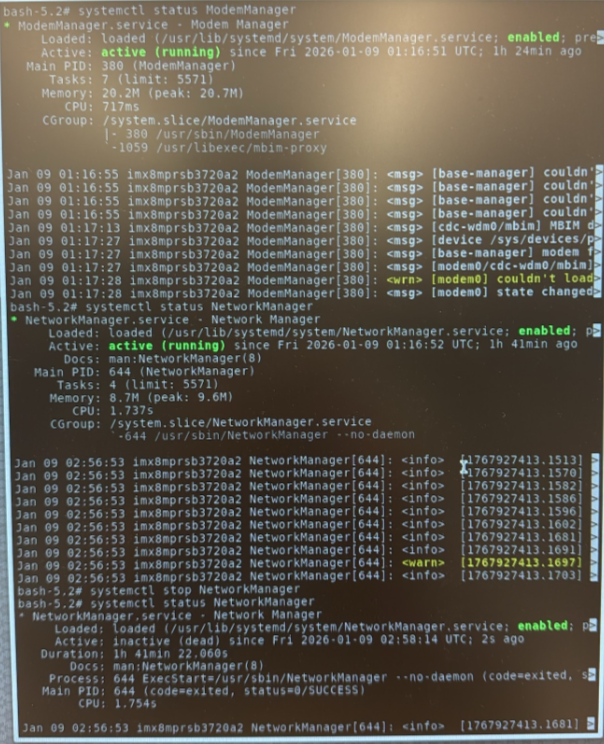 bash-5.2# systemctl status ModemManager
* ModemManager.service - Modem Manager
Loaded: loaded (/usr/lib/systemd/system/ModemManager.service; enabled; pre>
Active: active (running) since Fri 2026-01-09 01:16:51 UTC; 1h 24min ago
Main PID: 380 (ModemManager)
Tasks: 7 (limit: 5571)
Memory: 20.2M (peak: 20.7M)
CPU: 717ms
CGroup: /system.slice/ModemManager.service
|- 380 /usr/sbin/ModemManager
`-1059 /usr/libexec/mbim-proxy
Jan 09 01:16:55 imx8mprsb3720a2 ModemManager[380]: <msg> [base-manager] couldn'>
Jan 09 01:16:55 imx8mprsb3720a2 ModemManager[380]: <msg> [base-manager] couldn'>
Jan 09 01:16:55 imx8mprsb3720a2 ModemManager[380]: <msg> [base-manager] couldn'>
Jan 09 01:16:55 imx8mprsb3720a2 ModemManager[380]: <msg> [base-manager] couldn'>
Jan 09 01:17:13 imx8mprsb3720a2 ModemManager[380]: <msg> [cdc-wdm0/mbim] MBIM d>
Jan 09 01:17:27 imx8mprsb3720a2 ModemManager[380]: <msg> [device /sys/devices/p>
Jan 09 01:17:27 imx8mprsb3720a2 ModemManager[380]: <msg> [base-manager] modem f>
Jan 09 01:17:27 imx8mprsb3720a2 ModemManager[380]: <msg> [modem0/cdc-wdm0/mbim]>
Jan 09 01:17:28 imx8mprsb3720a2 ModemManager[380]: <wrn> [modem0] couldn't load>
Jan 09 01:17:28 imx8mprsb3720a2 ModemManager[380]: <msg> [modem0] state changed>
bash-5.2# systemctl status NetworkManager
* NetworkManager.service - Network Manager
Loaded: loaded (/usr/lib/systemd/system/NetworkManager.service; enabled; p>
Active: active (running) since Fri 2026-01-09 01:16:52 UTC; 1h 41min ago
Docs: man:NetworkManager(8)
Main PID: 644 (NetworkManager)
Tasks: 4 (limit: 5571)
Memory: 8.7M (peak: 9.6M)
CPU: 1.737s
CGroup: /system.slice/NetworkManager.service
`-644 /usr/sbin/NetworkManager --no-daemon
Jan 09 02:56:53 imx8mprsb3720a2 NetworkManager[644]: <info> [1767927413.1513] >
Jan 09 02:56:53 imx8mprsb3720a2 NetworkManager[644]: <info> [1767927413.1570] >
Jan 09 02:56:53 imx8mprsb3720a2 NetworkManager[644]: <info> [1767927413.1582] >
Jan 09 02:56:53 imx8mprsb3720a2 NetworkManager[644]: <info> [1767927413.1586] >
Jan 09 02:56:53 imx8mprsb3720a2 NetworkManager[644]: <info> [1767927413.1596] >
Jan 09 02:56:53 imx8mprsb3720a2 NetworkManager[644]: <info> [1767927413.1602] >
Jan 09 02:56:53 imx8mprsb3720a2 NetworkManager[644]: <info> [1767927413.1681] >
Jan 09 02:56:53 imx8mprsb3720a2 NetworkManager[644]: <info> [1767927413.1691] >
Jan 09 02:56:53 imx8mprsb3720a2 NetworkManager[644]: <warn> [1767927413.1697] >
Jan 09 02:56:53 imx8mprsb3720a2 NetworkManager[644]: <info> [1767927413.1703] >
bash-5.2# systemctl stop NetworkManager
bash-5.2# systemctl status NetworkManager
* NetworkManager.service - Network Manager
Loaded: loaded (/usr/lib/systemd/system/NetworkManager.service; enabled; p>
Active: inactive (dead) since Fri 2026-01-09 02:58:14 UTC; 2s ago
Duration: 1h 41min 22.060s
Docs: man:NetworkManager(8)
Process: 644 ExecStart=/usr/sbin/NetworkManager --no-daemon (code=exited, s>
Main PID: 644 (code=exited, status=0/SUCCESS)
CPU: 1.754s
Jan 09 02:56:53 imx8mprsb3720a2 NetworkManager[644]: <info> [1767927413.1681] >